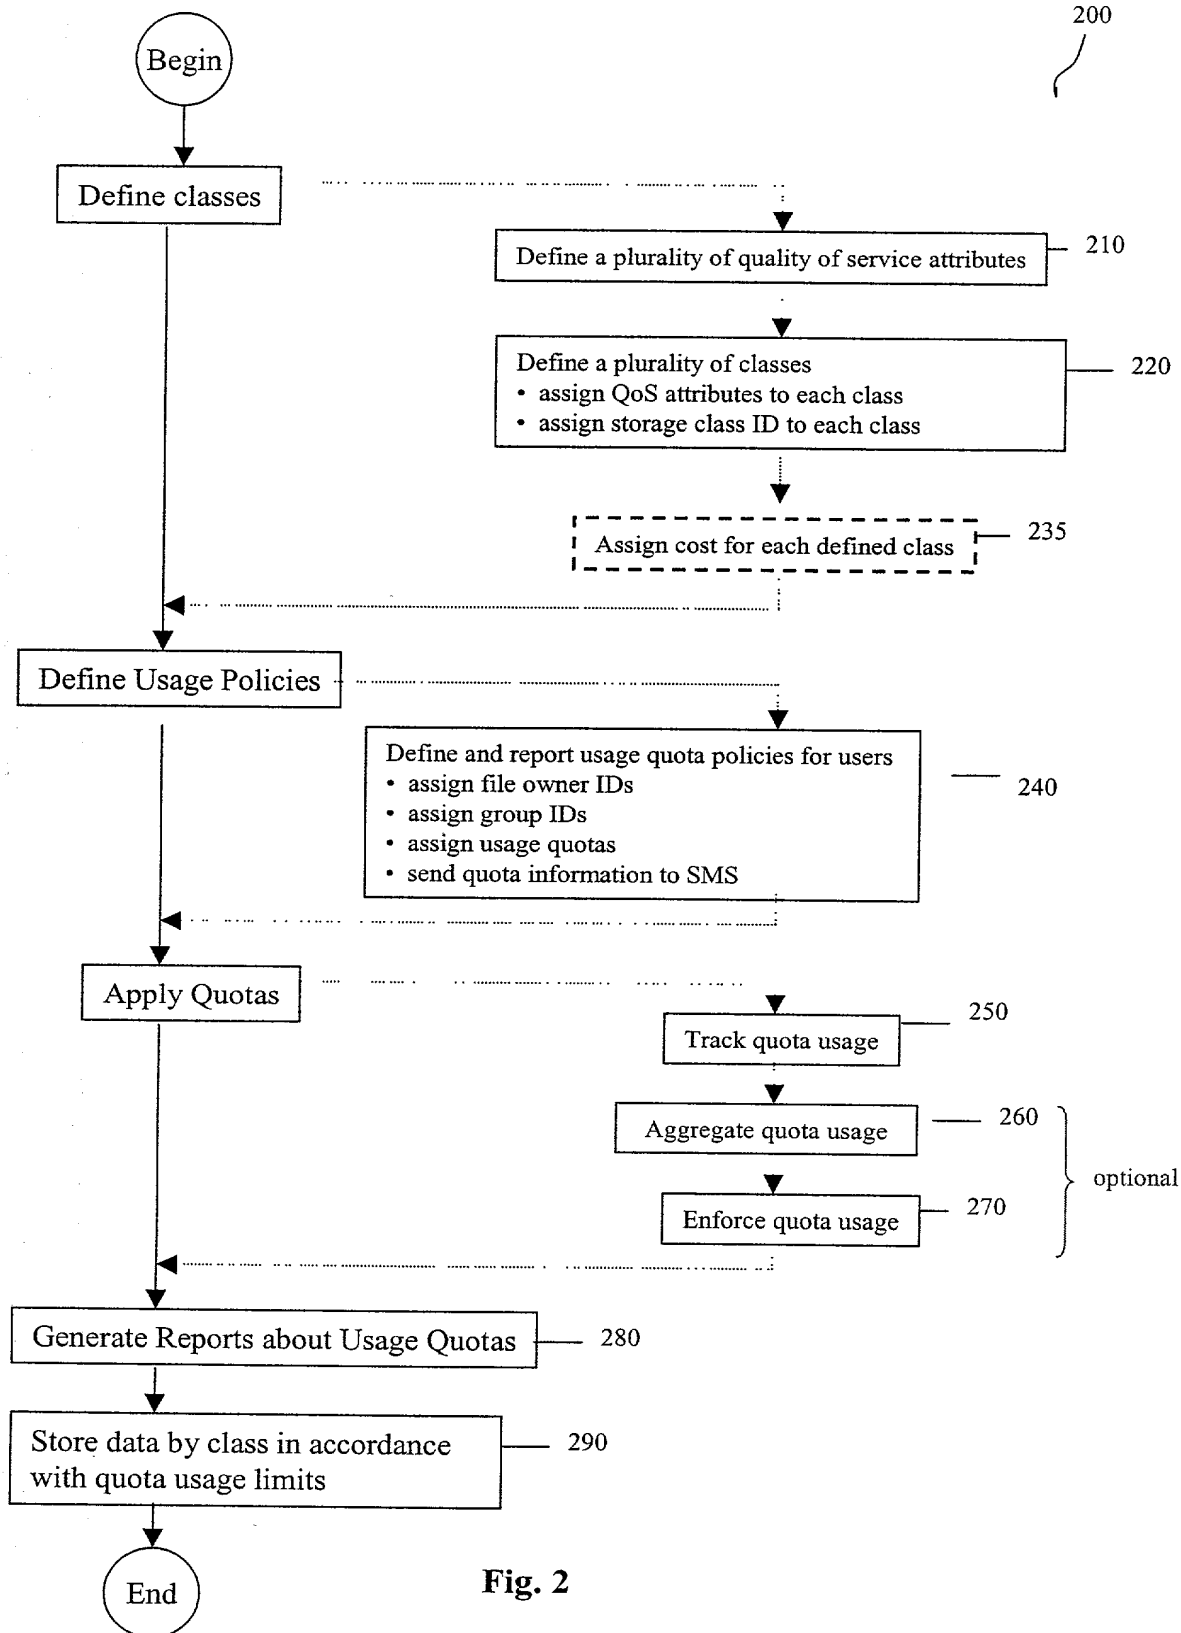 200
Begin
Define classes
Define a plurality of quality of service attributes
210
Define a plurality of classes
• assign QoS attributes to each class
• assign storage class ID to each class
220
Assign cost for each defined class
235
Define Usage Policies
Define and report usage quota policies for users
• assign file owner IDs
• assign group IDs
• assign usage quotas
• send quota information to SMS
240
Apply Quotas
Track quota usage
250
Aggregate quota usage
260
optional
Enforce quota usage
270
Generate Reports about Usage Quotas
280
Store data by class in accordance
with quota usage limits
290
End
Fig. 2